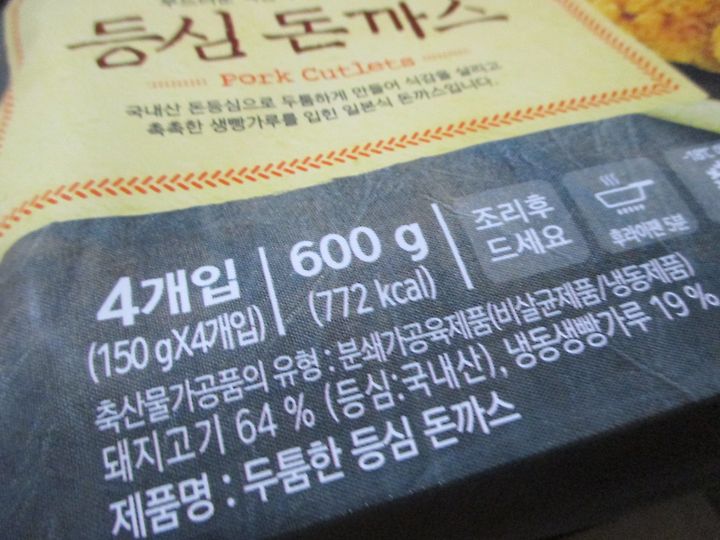 등심 돈까스
Pork Cutlets
국내산 돈등심으로 두툼하게 만들어 식감을 살리고
촉촉한 생빵가루를 입힌 일본식 돈까스입니다.
4개입 600 g 조리후
드세요
(150 gX4개입) (772 kcal) 후라이팬 5분
축산물가공품의 유형 : 분쇄가공육제품(비살균제품/냉동제품)
돼지고기 64 % (등심:국내산), 냉동생빵가루 19 %
제품명 : 두툼한 등심 돈까스